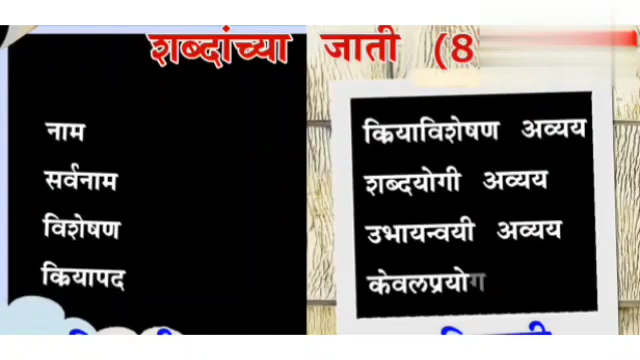 शब्दांच्या जाती (8
नाम
सर्वनाम
विशेषण
क्रियापद
क्रियाविशेषण अव्यय
शब्दयोगी अव्यय
उभायन्वयी अव्यय
केवलप्रयोग